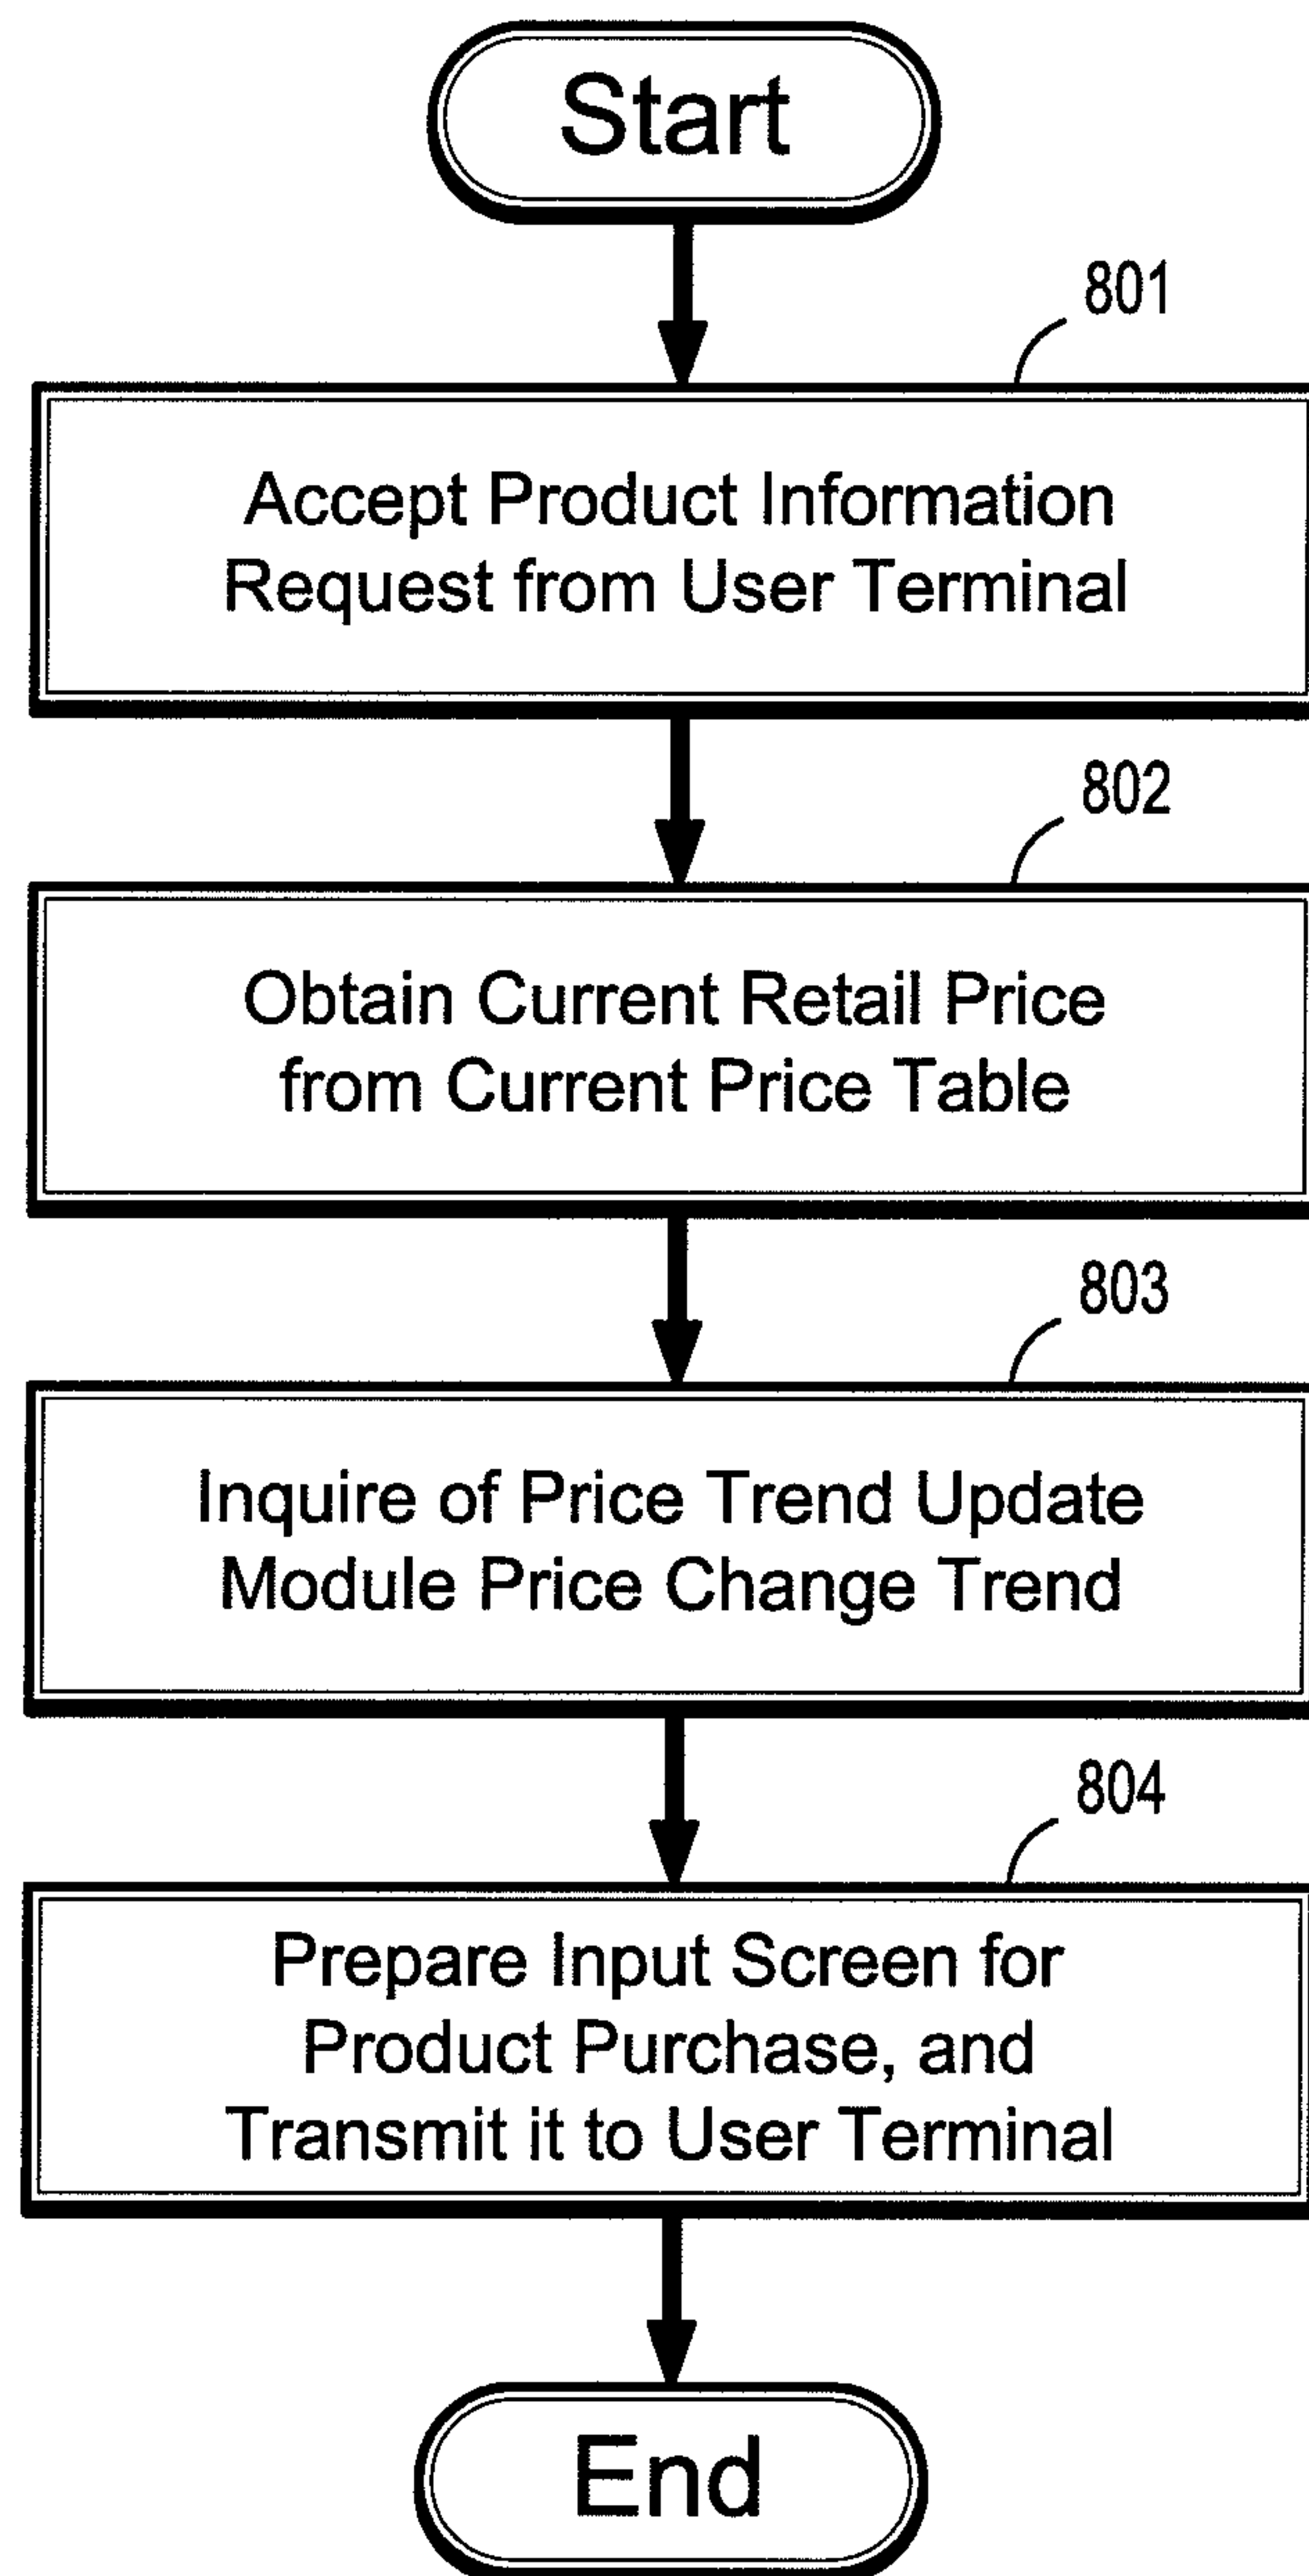 Start
801
Accept Product Information
Request from User Terminal
802
Obtain Current Retail Price
from Current Price Table
803
Inquire of Price Trend Update
Module Price Change Trend
804
Prepare Input Screen for
Product Purchase, and
Transmit it to User Terminal
End